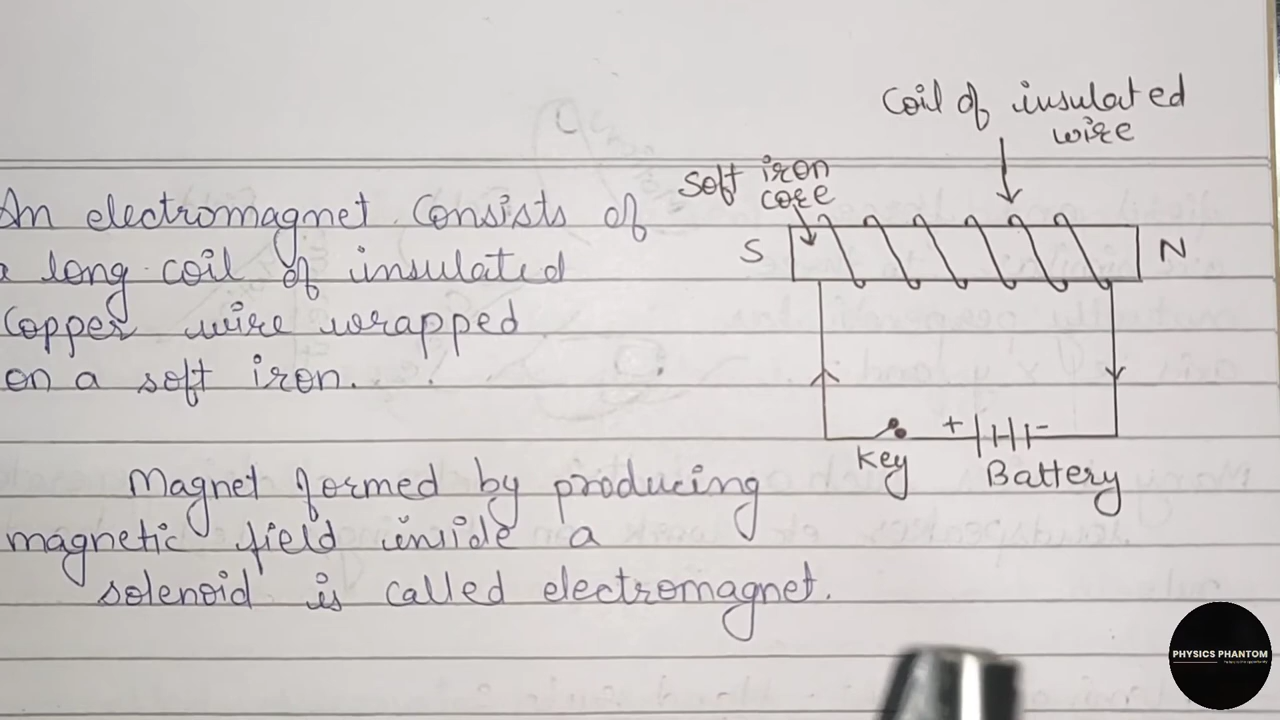 Coil of insulated
wire
Soft iron
core
S
N
An electromagnet consists of
a long coil of insulated
Copper wire wrapped
on a soft iron.
+
-
Key
Battery
Magnet formed by producing
magnetic field inside a
solenoid is called electromagnet.
PHYSICS PHANTOM